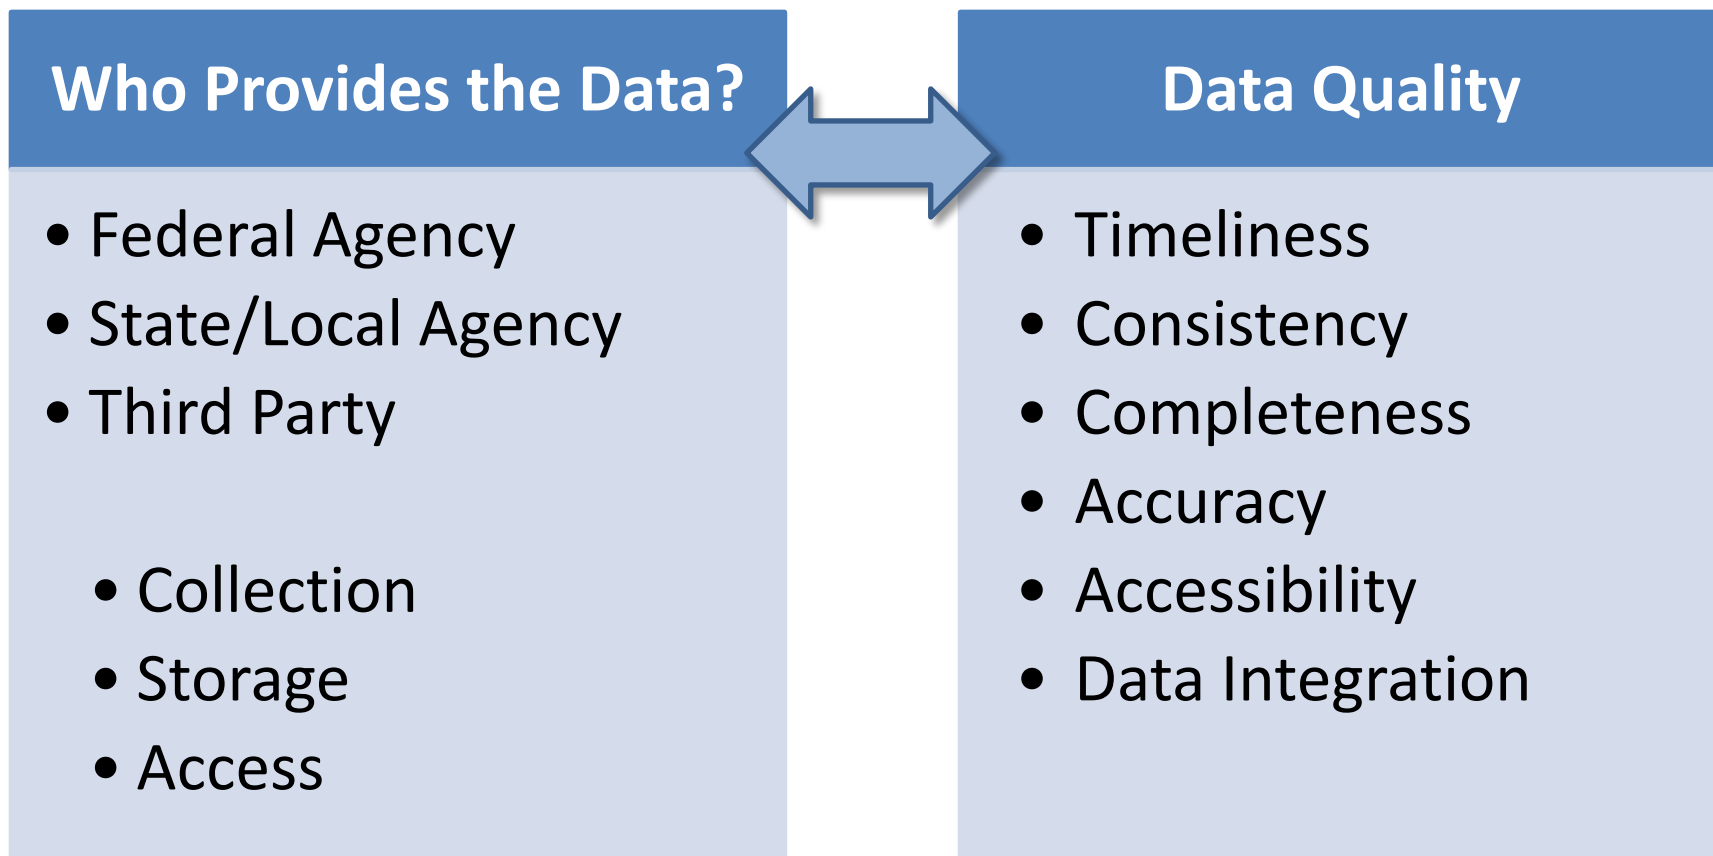 Who Provides the Data?
• Federal Agency
• State/Local Agency
• Third Party
• Collection
• Storage
• Access
Data Quality
• Timeliness
• Consistency
• Completeness
• Accuracy
• Accessibility
• Data Integration